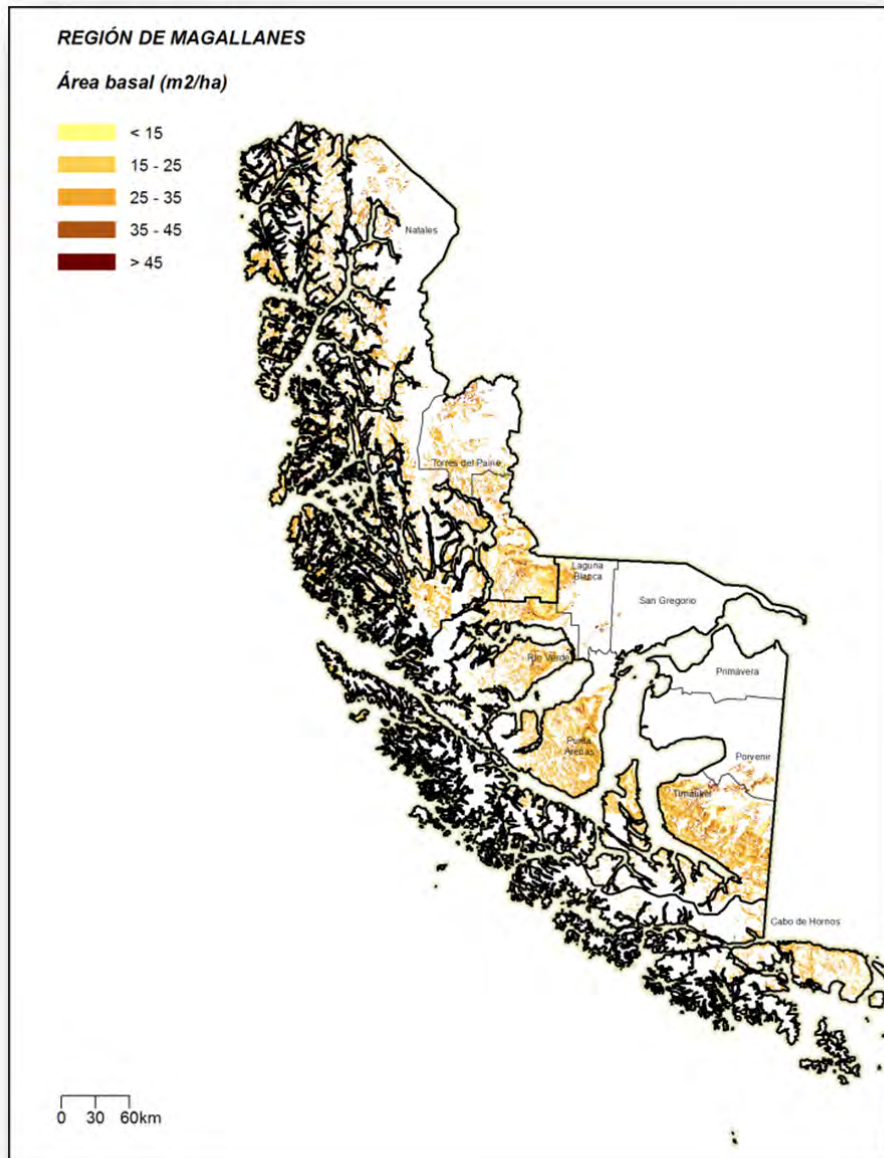 REGIÓN DE MAGALLANES
Área basal (m2/ha)
< 15
15 - 25
25 - 35
35 - 45
> 45
Natales
Torres del Paine
Laguna
Blanca
San Gregorio
Río Verde
Primavera
Punta
Arenas
Porvenir
Timaukel
Cabo de Hornos
0 30 60km